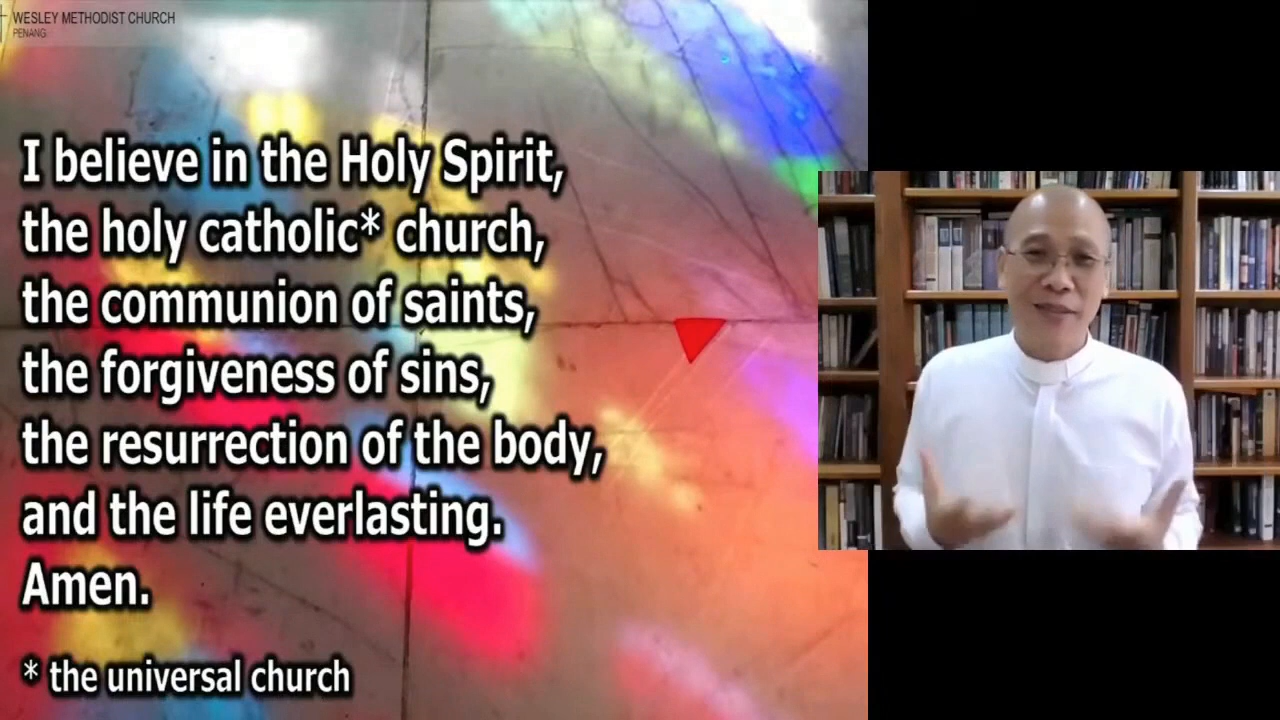 WESLEY METHODIST CHURCH
PENANG
I believe in the Holy Spirit,
the holy catholic* church,
the communion of saints,
the forgiveness of sins,
the resurrection of the body,
and the life everlasting.
Amen.
* the universal church